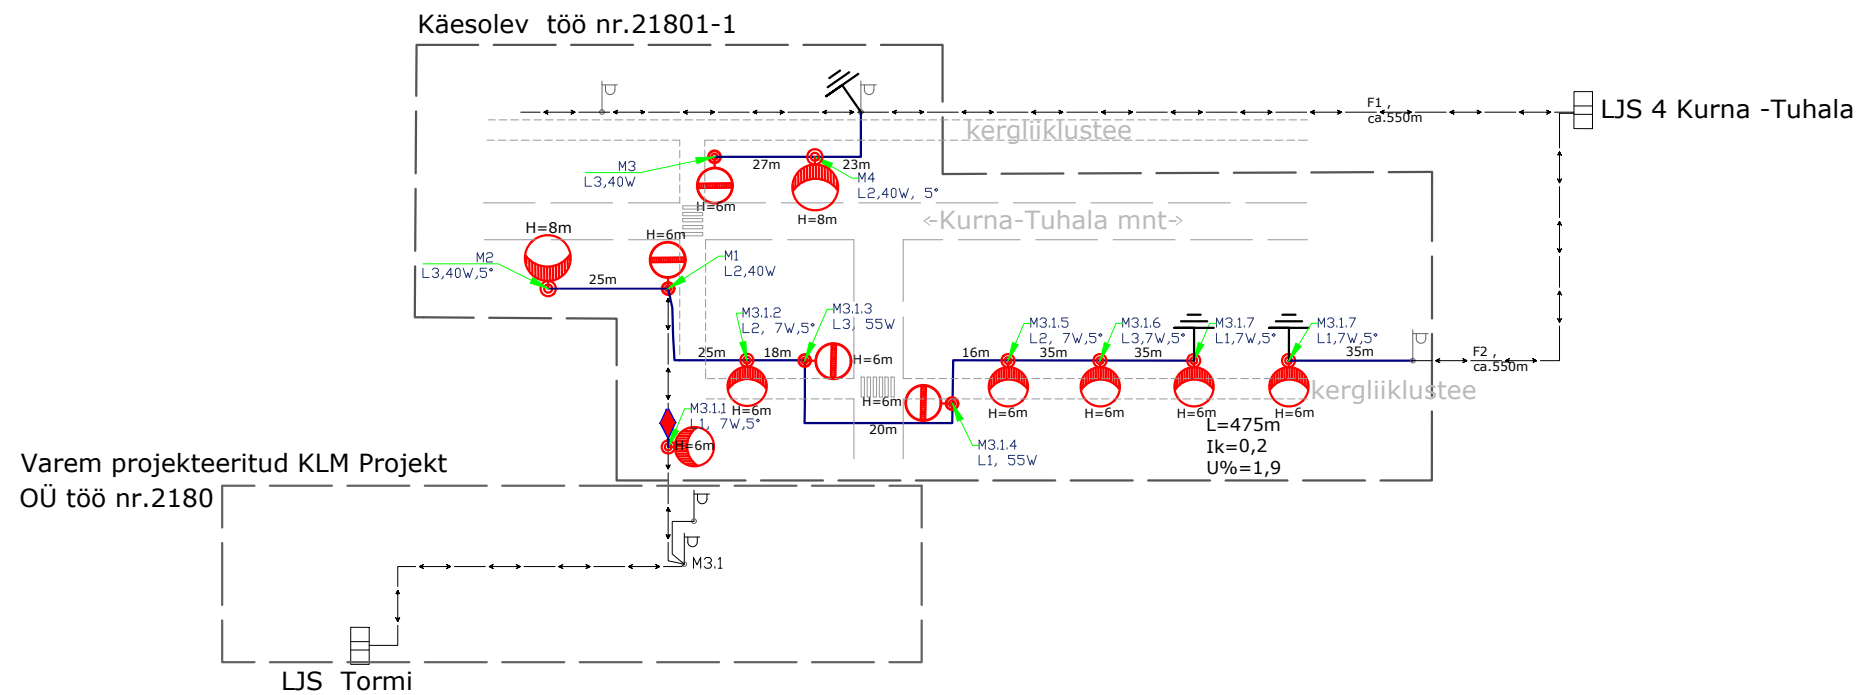 Käesolev töö nr.21801-1
F1 ,
ca.550m
LJS 4 Kurna -Tuhala
kergliiklustee
M3
L3,40W
27m
23m
M4
L2,40W, 5°
H=6m
H=8m
<-Kurna-Tuhala mnt->
H=8m
H=6m
M2
L3,40W,5°
25m
M1
L2,40W
M3.1.2
L2, 7W,5°
M3.1.3
L3, 55W
M3.1.5
L2, 7W,5°
M3.1.6
L3,7W,5°
M3.1.7
L1,7W,5°
M3.1.7
L1,7W,5°
25m
18m
H=6m
16m
35m
35m
35m
F2 ,
ca.550m
kergliiklustee
H=6m
H=6m
H=6m
H=6m
H=6m
H=6m
M3.1.1
L1, 7W,5°
H=6m
20m
M3.1.4
L1, 55W
L=475m
Ik=0,2
U%=1,9
Varem projekteeritud KLM Projekt
OÜ töö nr.2180
M3.1
LJS Tormi